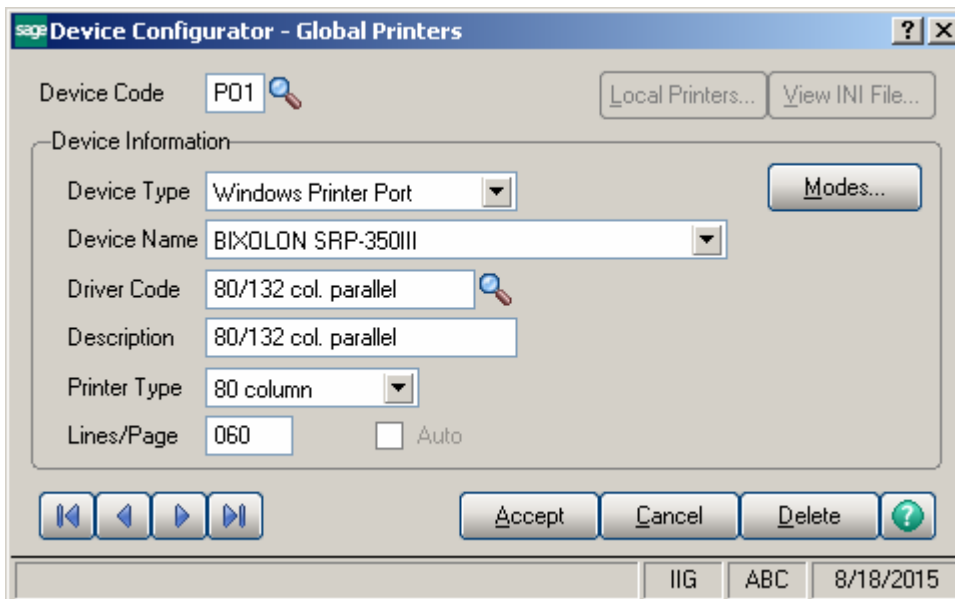 sage Device Configurator - Global Printers ? X
Device Code P01 Local Printers... View INI File...
Device Information
Device Type Windows Printer Port Modes...
Device Name BIXOLON SRP-350III
Driver Code 80/132 col. parallel
Description 80/132 col. parallel
Printer Type 80 column
Lines/Page 060 Auto
Accept Cancel Delete ?
IIG ABC 8/18/2015